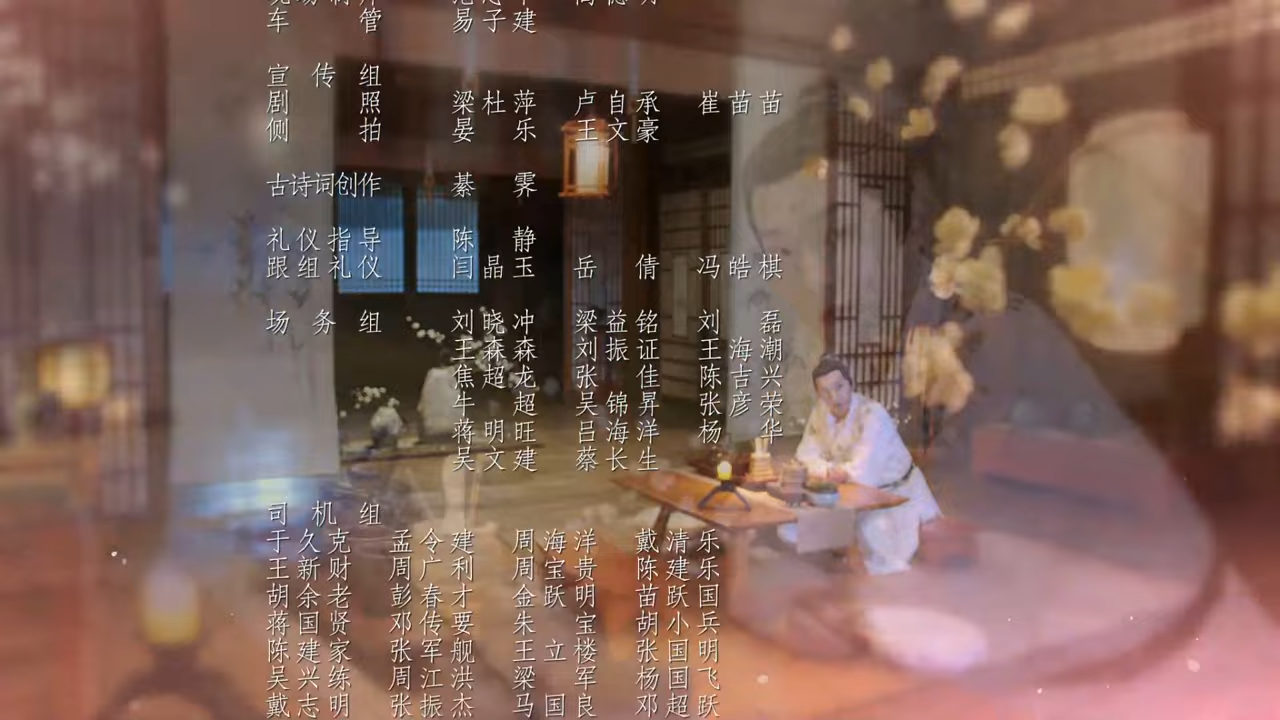 车管 易子建
宣传组
剧照 梁杜萍 卢自承 崔苗苗
侧拍 晏乐 王文豪
古诗词创作 綦霁
礼仪指导 陈静
跟组礼仪 闫晶玉 岳倩 冯皓棋
场务组 刘晓冲 梁益铭 刘磊
王森森 刘振证 王海潮
焦超龙 张佳 陈吉兴
牛超 吴锦昇 张彦荣
蒋明旺 吕海洋 杨华
吴文建 蔡长生
司机组
于久克 孟令建 周海洋 戴清乐
王新财 周广利 周宝贵 陈建乐
胡余老 彭春才 金跃明 苗跃国
蒋国贤 邓传要 朱宝 胡小兵
陈建家 张军舰 王立楼 张国明
吴兴练 周江洪 梁军 杨国飞
戴志明 张振杰 马国良 邓超跃